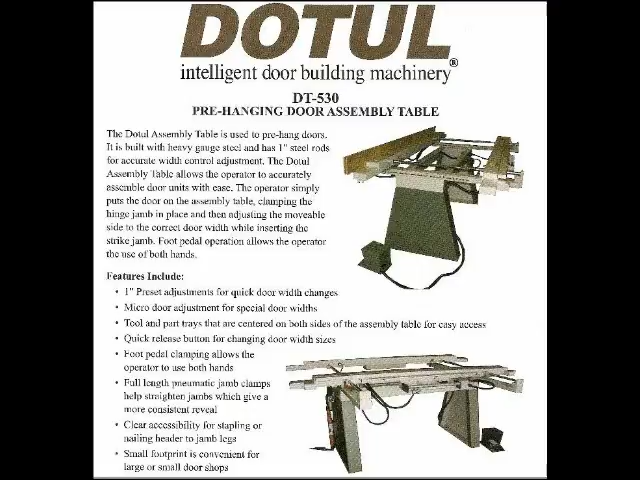 DOTUL®
intelligent door building machinery
DT-530
PRE-HANGING DOOR ASSEMBLY TABLE
The Dotul Assembly Table is used to pre-hang doors.
It is built with heavy gauge steel and has 1" steel rods
for accurate width control adjustment. The Dotul
Assembly Table allows the operator to accurately
assemble door units with ease. The operator simply
puts the door on the assembly table, clamping the
hinge jamb in place and then adjusting the moveable
side to the correct door width while inserting the
strike jamb. Foot pedal operation allows the operator
the use of both hands.
Features Include:
• 1" Preset adjustments for quick door width changes
• Micro door adjustment for special door widths
• Tool and part trays that are centered on both sides of the assembly table for easy access
• Quick release button for changing door width sizes
• Foot pedal clamping allows the
operator to use both hands
• Full length pneumatic jamb clamps
help straighten jambs which give a
more consistent reveal
• Clear accessibility for stapling or
nailing header to jamb legs
• Small footprint is convenient for
large or small door shops